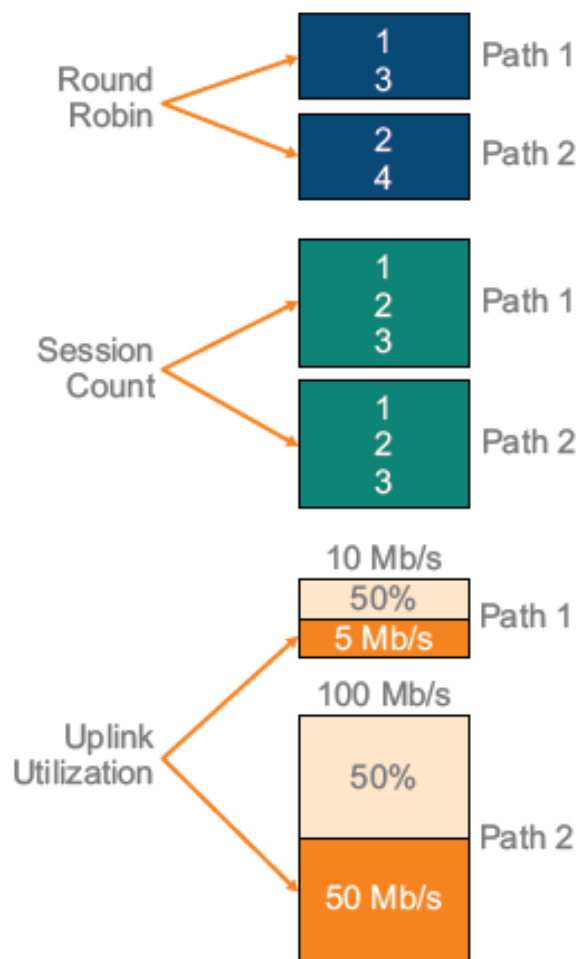 Round
Robin
1
3
Path 1
2
4
Path 2
Session
Count
1
2
3
Path 1
1
2
3
Path 2
Uplink
Utilization
10 Mb/s
50%
5 Mb/s
Path 1
100 Mb/s
50%
50 Mb/s
Path 2